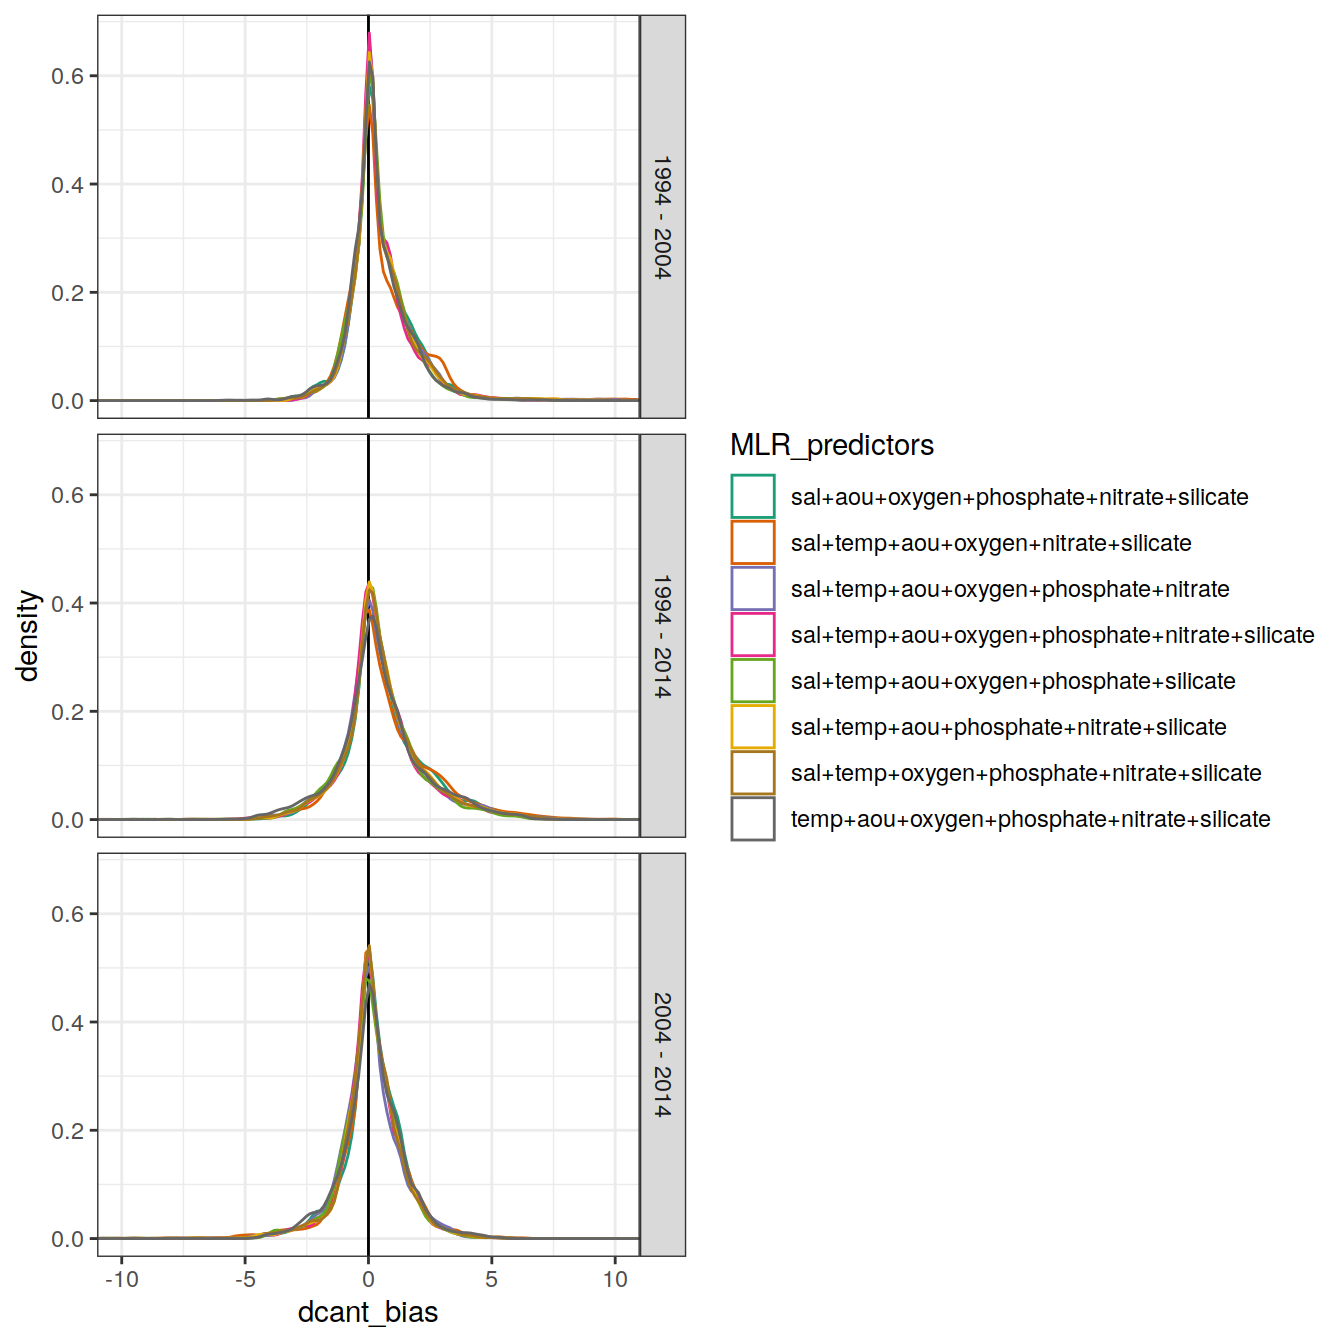 0.6
0.4
0.2
0.0
1994 - 2004
0.6
0.4
0.2
0.0
1994 - 2014
0.6
0.4
0.2
0.0
2004 - 2014
density
-10
-5
0
5
10
dcant_bias
MLR_predictors
sal+aou+oxygen+phosphate+nitrate+silicate
sal+temp+aou+oxygen+nitrate+silicate
sal+temp+aou+oxygen+phosphate+nitrate
sal+temp+aou+oxygen+phosphate+nitrate+silicate
sal+temp+aou+oxygen+phosphate+silicate
sal+temp+aou+phosphate+nitrate+silicate
sal+temp+oxygen+phosphate+nitrate+silicate
temp+aou+oxygen+phosphate+nitrate+silicate